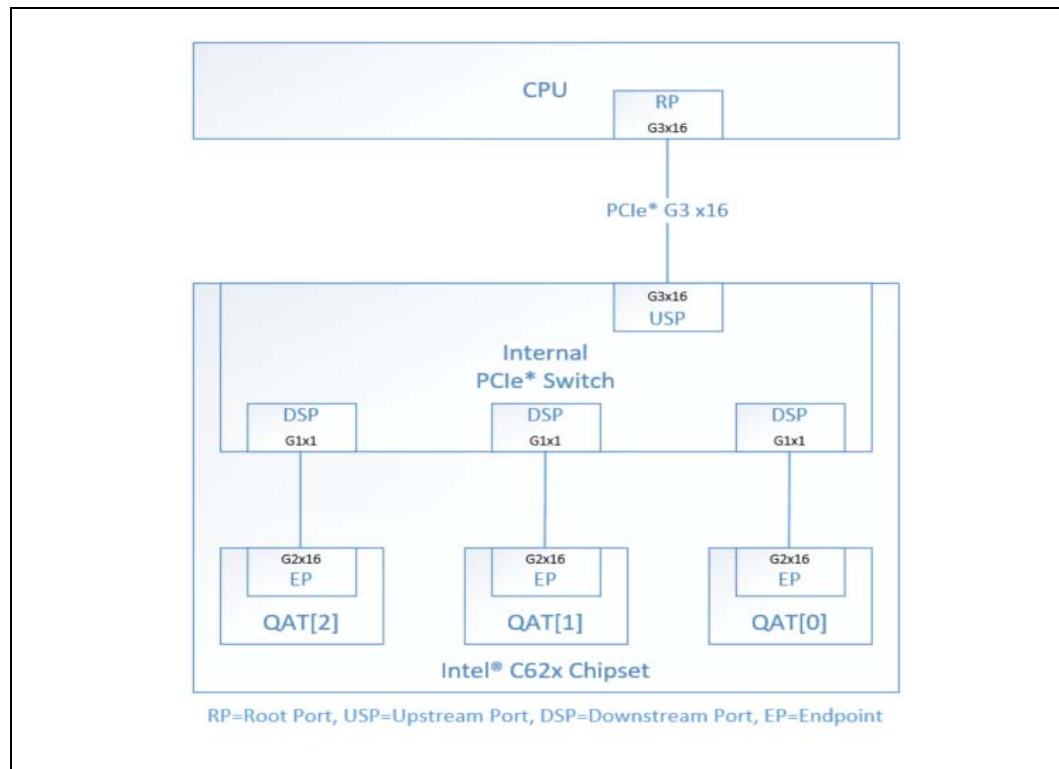 CPU
RP
G3x16
PCIe* G3 x16
G3x16
USP
Internal
PCIe* Switch
DSP
G1x1
DSP
G1x1
DSP
G1x1
G2x16
EP
QAT[2]
G2x16
EP
QAT[1]
G2x16
EP
QAT[0]
Intel® C62x Chipset
RP=Root Port, USP=Upstream Port, DSP=Downstream Port, EP=Endpoint